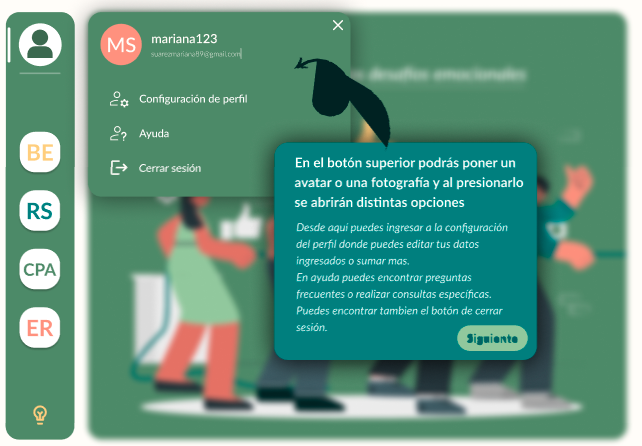 MS
mariana123
suarezmariana89@gmail.com
Configuración de perfil
Ayuda
Cerrar sesión
desafíos emocionales
BE
RS
CPA
ER
En el botón superior podrás poner un
avatar o una fotografía y al presionarlo
se abrirán distintas opciones
Desde aquí puedes ingresar a la configuración
del perfil donde puedes editar tus datos
ingresados o sumar mas.
En ayuda puedes encontrar preguntas
frecuentes o realizar consultas específicas.
Puedes encontrar tambien el botón de cerrar
sesión.
Siguiente